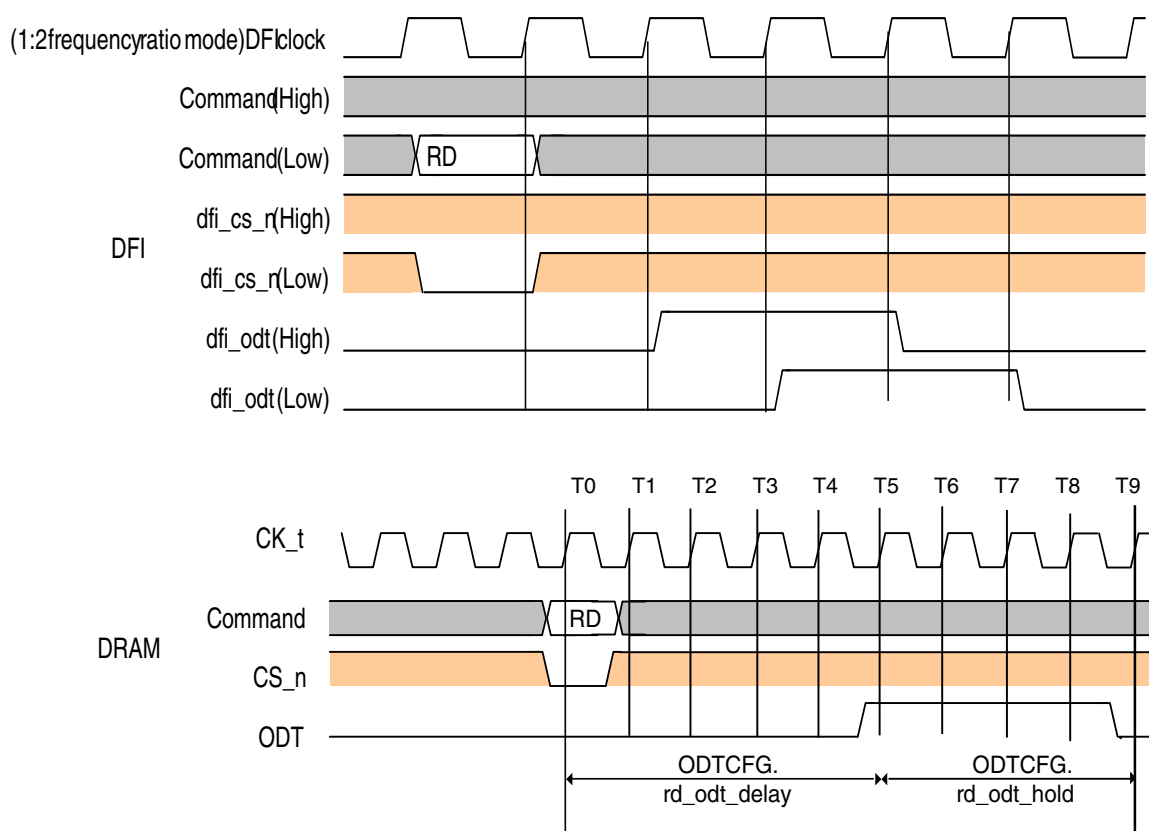 (1:2frequencyratio mode)DFIclock
Command(High)
Command(Low)
RD
dfi_cs_n(High)
DFI
dfi_cs_n(Low)
dfi_odt(High)
dfi_odt(Low)
T0 T1 T2 T3 T4 T5 T6 T7 T8 T9
CK_t
Command
RD
DRAM
CS_n
ODT
ODTCFG. ODTCFG.
rd_odt_delay rd_odt_hold